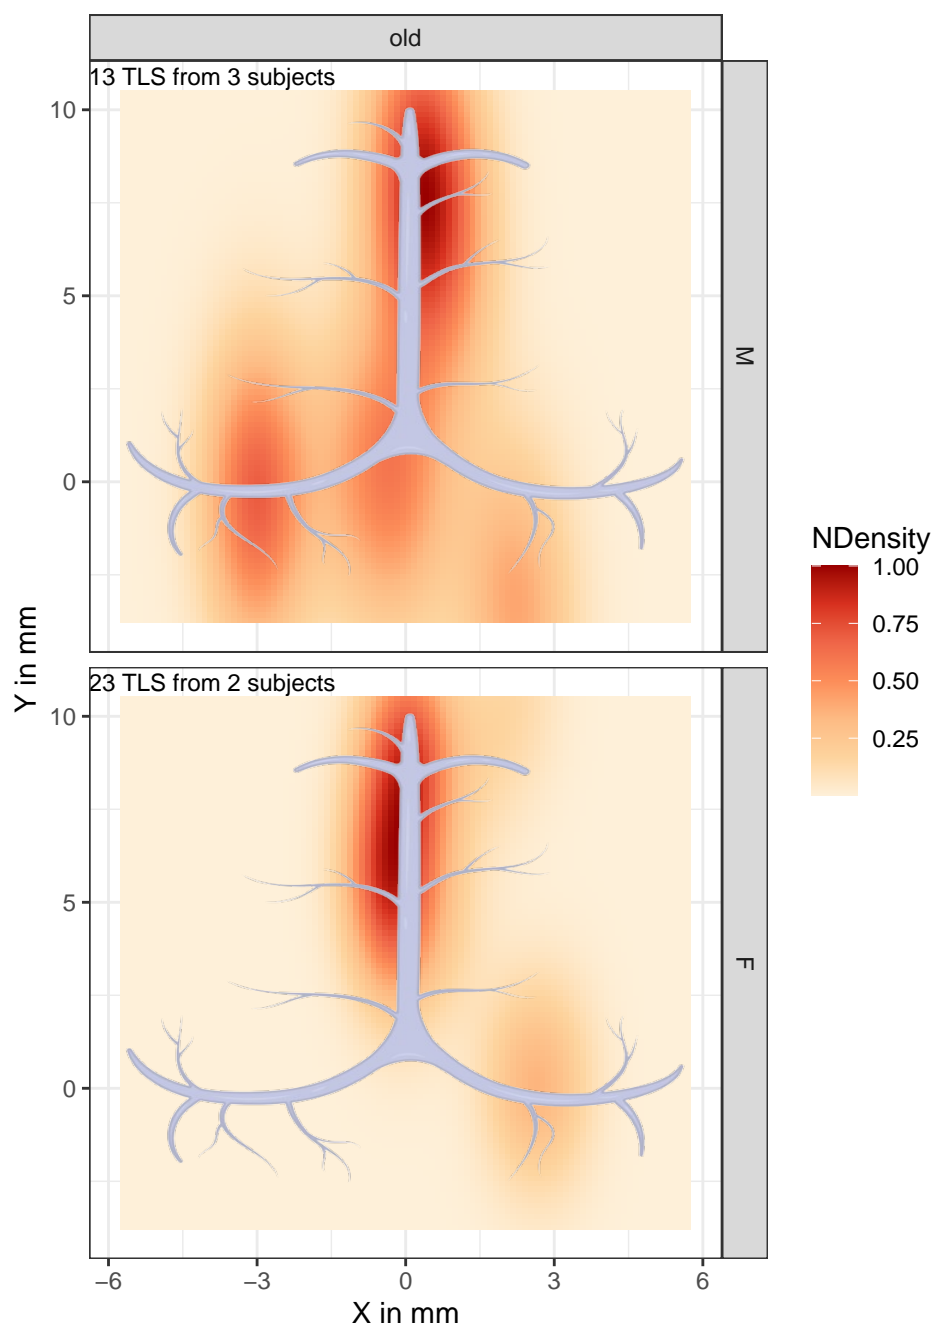 old
13 TLS from 3 subjects
10
5
0
M
Y in mm
23 TLS from 2 subjects
10
5
0
F
−6
−3
0
3
6
X in mm
NDensity
1.00
0.75
0.50
0.25